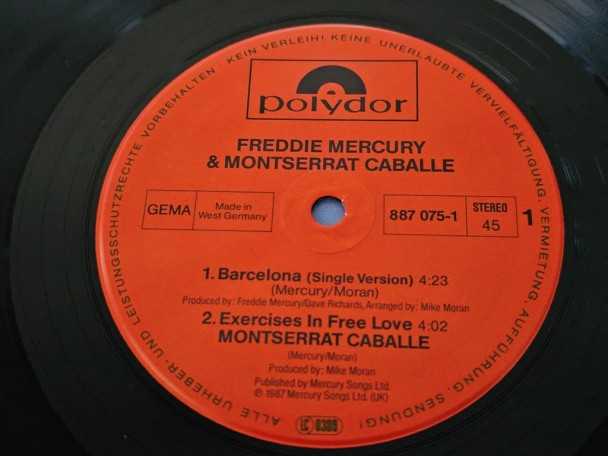 ALLE URHEBER- UND LEISTUNGSSCHUTZRECHTE VORBEHALTEN · KEIN VERLEIH! KEINE UNERLAUBTE VERVIELFÄLTIGUNG, VERMIETUNG, AUFFÜHRUNG, SENDUNG!
polydor
FREDDIE MERCURY
& MONTSERRAT CABALLE
GEMA
Made in
West Germany
887 075-1
STEREO
45
1
1. Barcelona (Single Version) 4:23
(Mercury/Moran)
Produced by: Freddie Mercury/Dave Richards, Arranged by: Mike Moran
2. Exercises In Free Love 4:02
MONTSERRAT CABALLE
(Mercury/Moran)
Produced by: Mike Moran
Published by Mercury Songs Ltd.
℗ 1987 Mercury Songs Ltd. (UK)
LC 0309